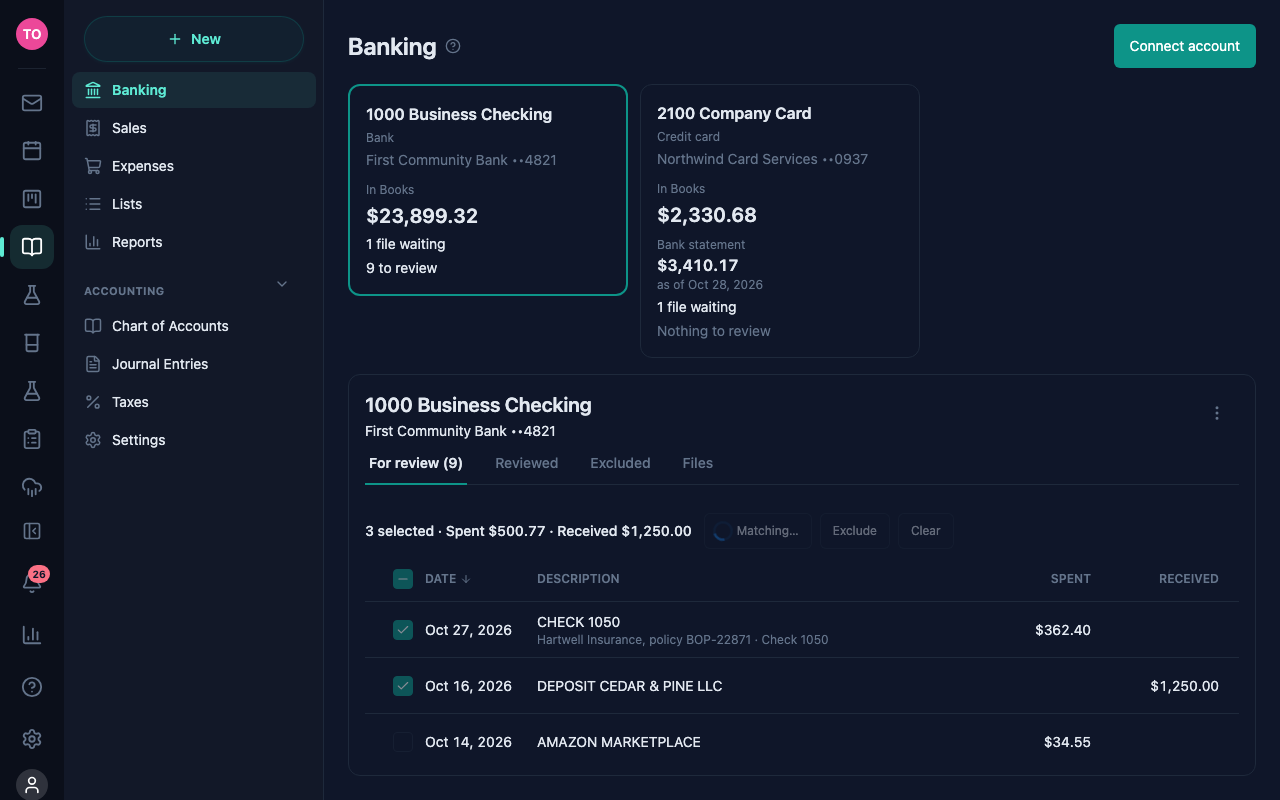 TO
26
New
Banking
Sales
Expenses
Lists
Reports
ACCOUNTING
Chart of Accounts
Journal Entries
Taxes
Settings
Banking
Connect account
1000 Business Checking
Bank
First Community Bank ••4821
In Books
$23,899.32
1 file waiting
9 to review
2100 Company Card
Credit card
Northwind Card Services ••0937
In Books
$2,330.68
Bank statement
$3,410.17
as of Oct 28, 2026
1 file waiting
Nothing to review
1000 Business Checking
First Community Bank ••4821
For review (9) Reviewed Excluded Files
3 selected · Spent $500.77 · Received $1,250.00 Matching... Exclude Clear
DATE DESCRIPTION SPENT RECEIVED
Oct 27, 2026 CHECK 1050 $362.40
Hartwell Insurance, policy BOP-22871 · Check 1050
Oct 16, 2026 DEPOSIT CEDAR & PINE LLC $1,250.00
Oct 14, 2026 AMAZON MARKETPLACE $34.55